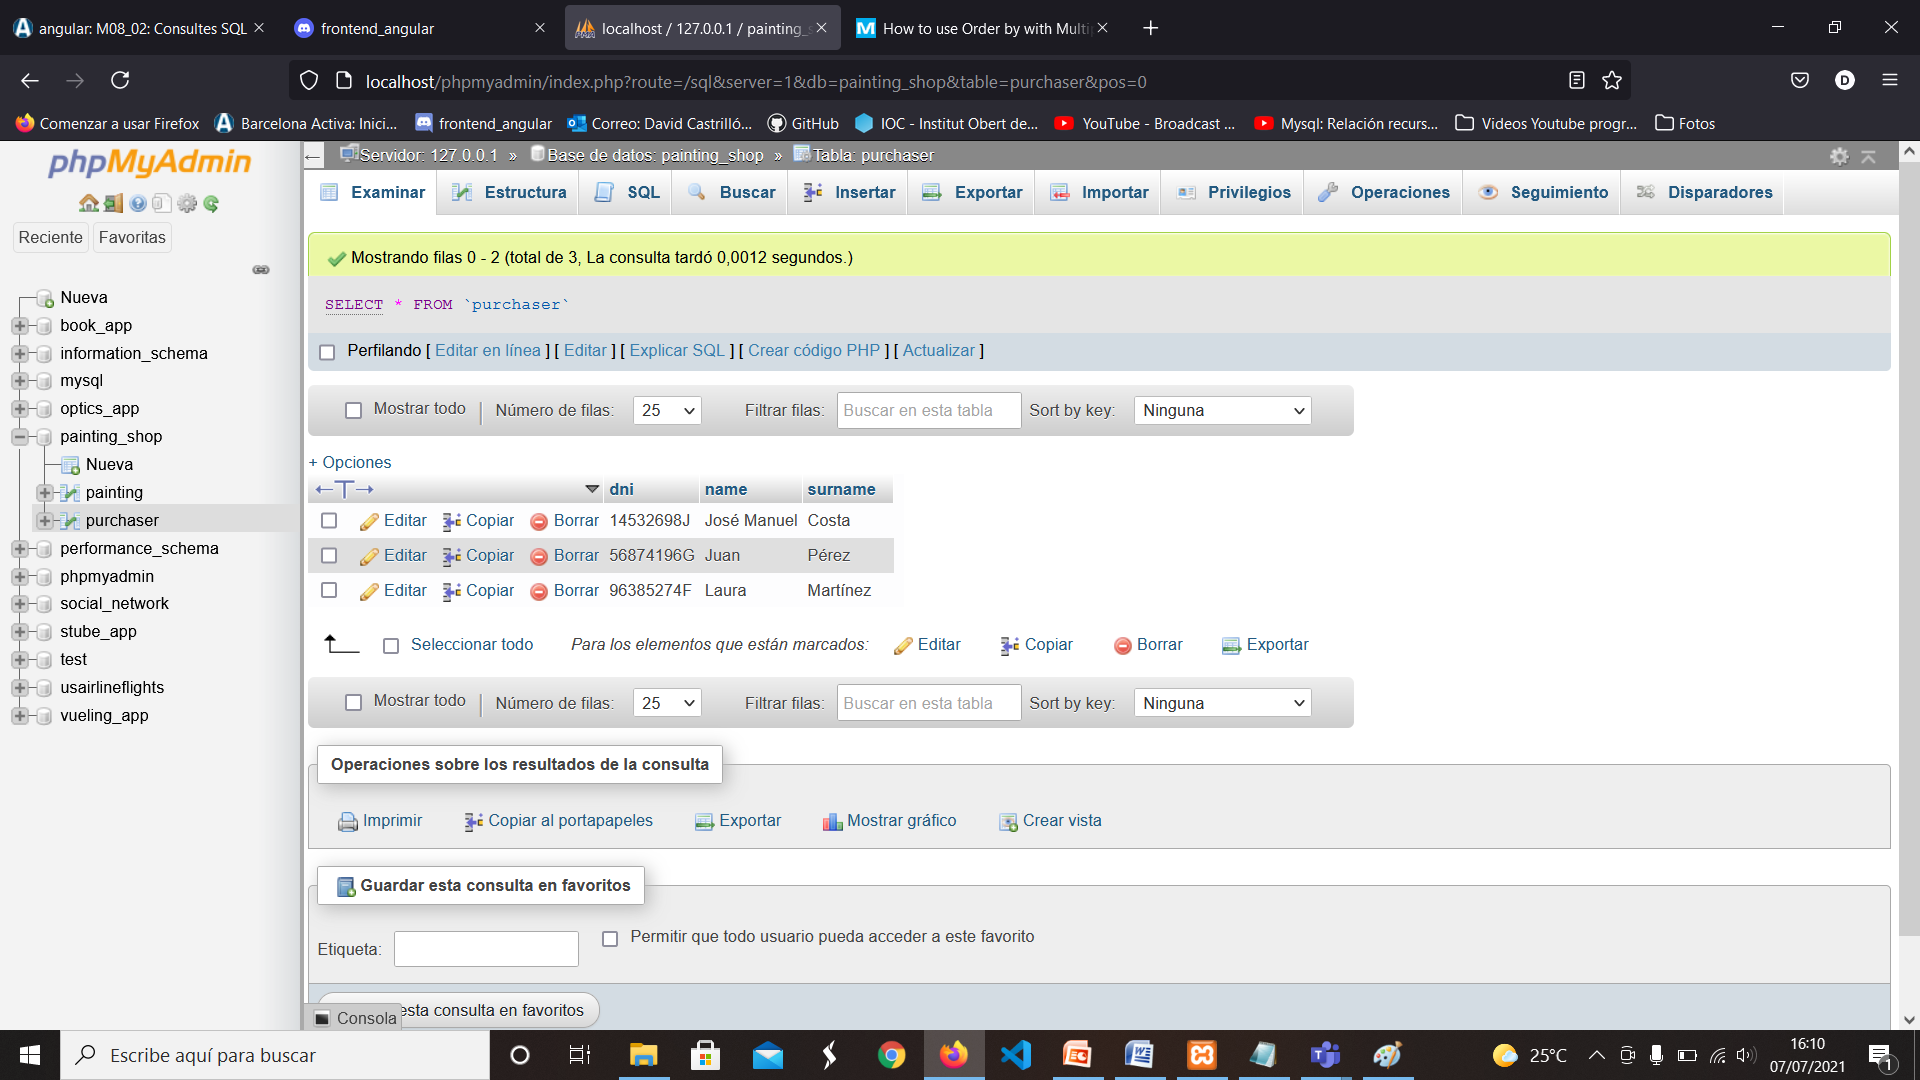 angular: M08_02: Consultes SQL
frontend_angular
localhost / 127.0.0.1 / painting_s
How to use Order by with Multip
localhost/phpmyadmin/index.php?route=/sql&server=1&db=painting_shop&table=purchaser&pos=0
D
Comenzar a usar Firefox
Barcelona Activa: Inici...
frontend_angular
Correo: David Castrilló...
GitHub
IOC - Institut Obert de...
YouTube - Broadcast ...
Mysql: Relación recurs...
Videos Youtube progr...
Fotos
phpMyAdmin
Reciente
Favoritas
Nueva
book_app
information_schema
mysql
optics_app
painting_shop
Nueva
painting
purchaser
performance_schema
phpmyadmin
social_network
stube_app
test
usairlineflights
vueling_app
Servidor: 127.0.0.1 » Base de datos: painting_shop » Tabla: purchaser
Examinar
Estructura
SQL
Buscar
Insertar
Exportar
Importar
Privilegios
Operaciones
Seguimiento
Disparadores
Mostrando filas 0 - 2 (total de 3, La consulta tardó 0,0012 segundos.)
SELECT * FROM `purchaser`
Perfilando [ Editar en línea ] [ Editar ] [ Explicar SQL ] [ Crear código PHP ] [ Actualizar ]
Mostrar todo | Número de filas: 25 Filtrar filas: Buscar en esta tabla Sort by key: Ninguna
+ Opciones
←T→ dni name surname
Editar Copiar Borrar 14532698J José Manuel Costa
Editar Copiar Borrar 56874196G Juan Pérez
Editar Copiar Borrar 96385274F Laura Martínez
Seleccionar todo Para los elementos que están marcados: Editar Copiar Borrar Exportar
Mostrar todo | Número de filas: 25 Filtrar filas: Buscar en esta tabla Sort by key: Ninguna
Operaciones sobre los resultados de la consulta
Imprimir Copiar al portapapeles Exportar Mostrar gráfico Crear vista
Guardar esta consulta en favoritos
Etiqueta: Permitir que todo usuario pueda acceder a este favorito
esta consulta en favoritos
Consola
Escribe aquí para buscar
25°C
16:10
07/07/2021
1